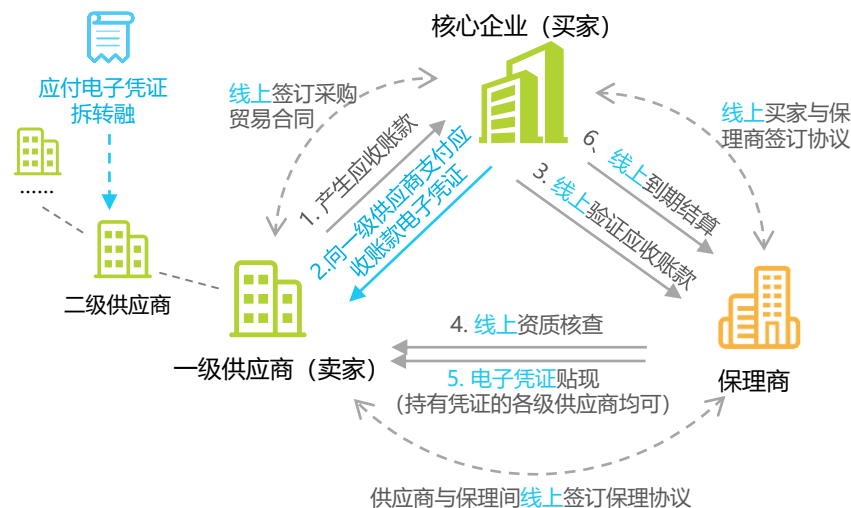 核心企业（买家）
应付电子凭证
拆转融
线上签订采购
贸易合同
线上买家与保
理商签订协议
1. 产生应收账款
2.向一级供应商支付应
收账款电子凭证
6、线上到期结算
3. 线上验证应收账款
......
二级供应商
一级供应商（卖家）
4. 线上资质核查
5. 电子凭证贴现
（持有凭证的各级供应商均可）
保理商
供应商与保理间线上签订保理协议